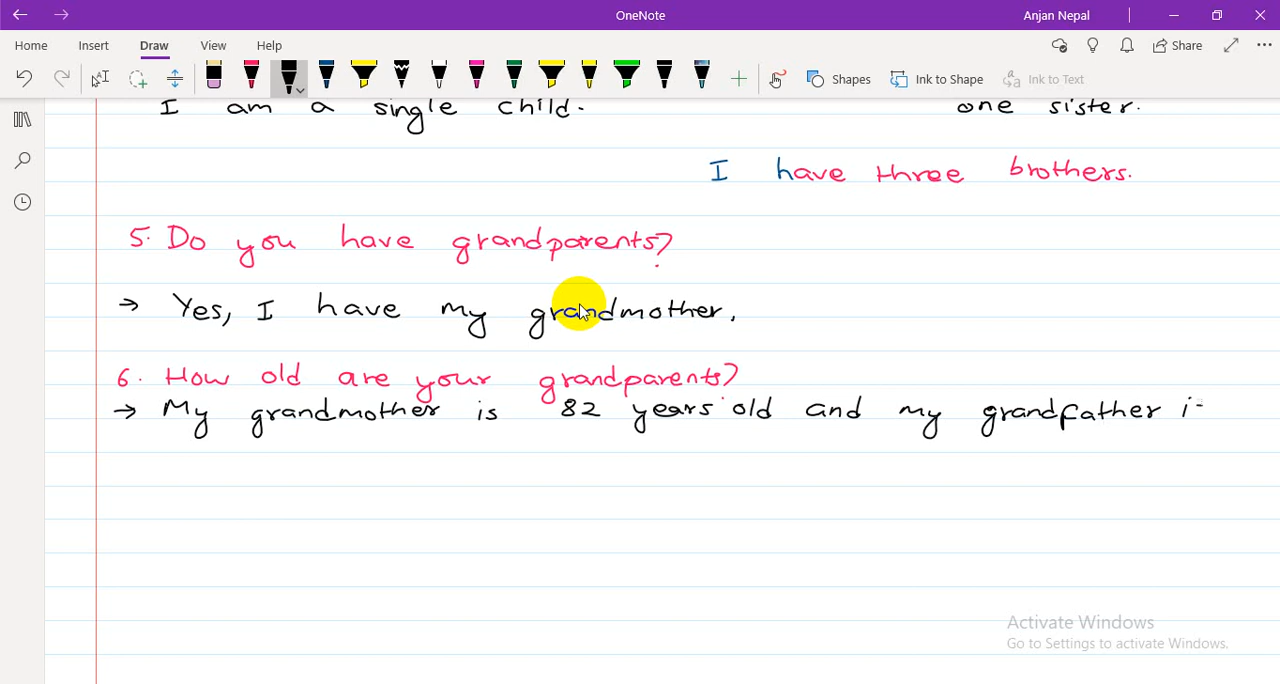 OneNote
Anjan Nepal
Home Insert Draw View Help
Share
Shapes
Ink to Shape
Ink to Text
I am a single child.
one sister.
I have three brothers.
5. Do you have grandparents?
→ Yes, I have my grandmother.
6. How old are your grandparents?
→ My grandmother is 82 years old and my grandfather i
Activate Windows
Go to Settings to activate Windows.